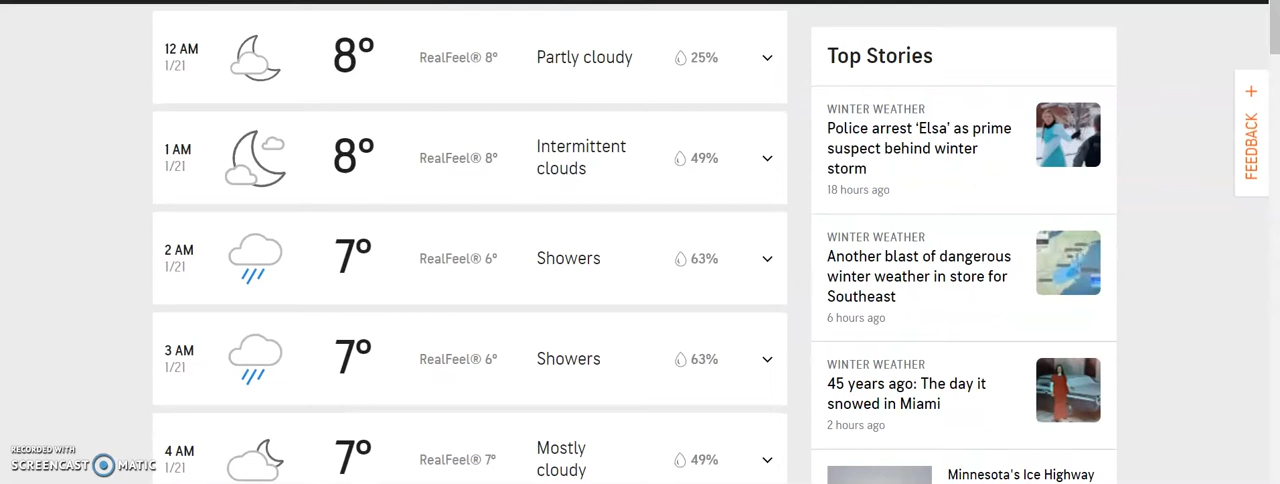 12 AM
1/21
8°
RealFeel® 8°
Partly cloudy
25%
1 AM
1/21
8°
RealFeel® 8°
Intermittent
clouds
49%
2 AM
1/21
7°
RealFeel® 6°
Showers
63%
3 AM
1/21
7°
RealFeel® 6°
Showers
63%
4 AM
1/21
7°
RealFeel® 7°
Mostly
cloudy
49%
Top Stories
WINTER WEATHER
Police arrest ‘Elsa’ as prime
suspect behind winter
storm
18 hours ago
WINTER WEATHER
Another blast of dangerous
winter weather in store for
Southeast
6 hours ago
WINTER WEATHER
45 years ago: The day it
snowed in Miami
2 hours ago
Minnesota's Ice Highway
FEEDBACK +
RECORDED WITH
SCREENCAST MATIC